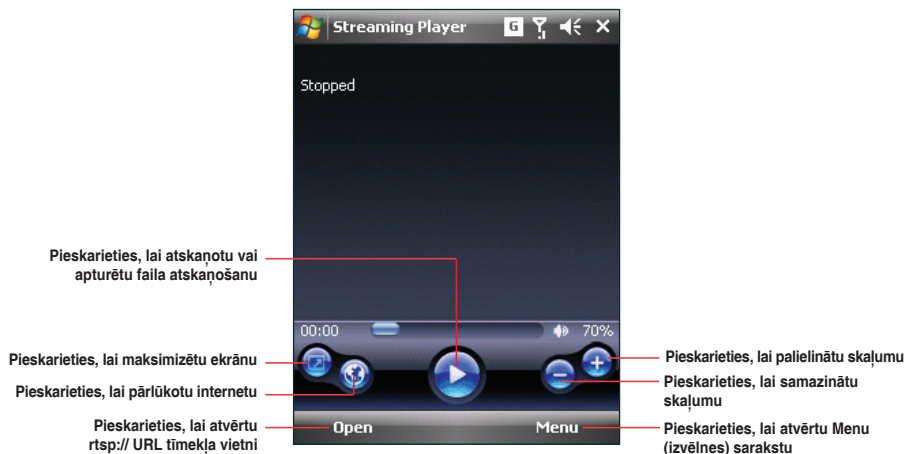 Streaming Player
G
Stopped
Pieskarieties, lai atskaņotu vai
apturētu faila atskaņošanu
00:00
70%
Pieskarieties, lai maksimizētu ekrānu
Pieskarieties, lai pārlūkotu internetu
Pieskarieties, lai atvērtu
rtsp:// URL tīmekļa vietni
Pieskarieties, lai palielinātu skaļumu
Pieskarieties, lai samazinātu
skaļumu
Open
Menu
Pieskarieties, lai atvērtu Menu
(izvēlnes) sarakstu